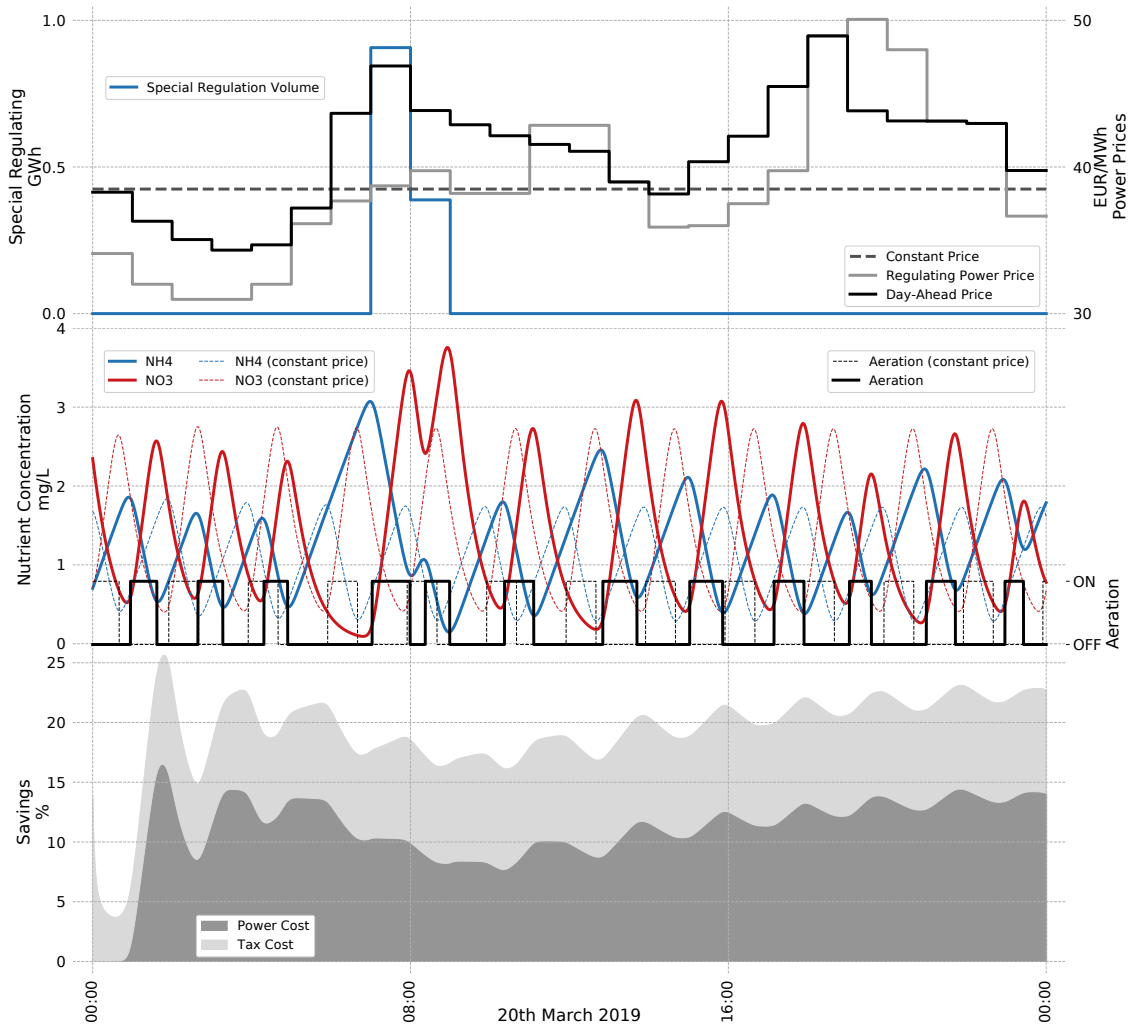 1.0
50
Special Regulation Volume
Special Regulating
GWh
0.5
40
EUR/MWh
Power Prices
Constant Price
Regulating Power Price
Day-Ahead Price
0.0
30
4
NH4
NO3
NH4 (constant price)
NO3 (constant price)
Aeration (constant price)
Aeration
3
Nutrient Concentration
mg/L
2
1
ON
0
OFF
Aeration
25
20
15
Savings
%
10
5
Power Cost
Tax Cost
0
00:00
08:00
16:00
00:00
20th March 2019